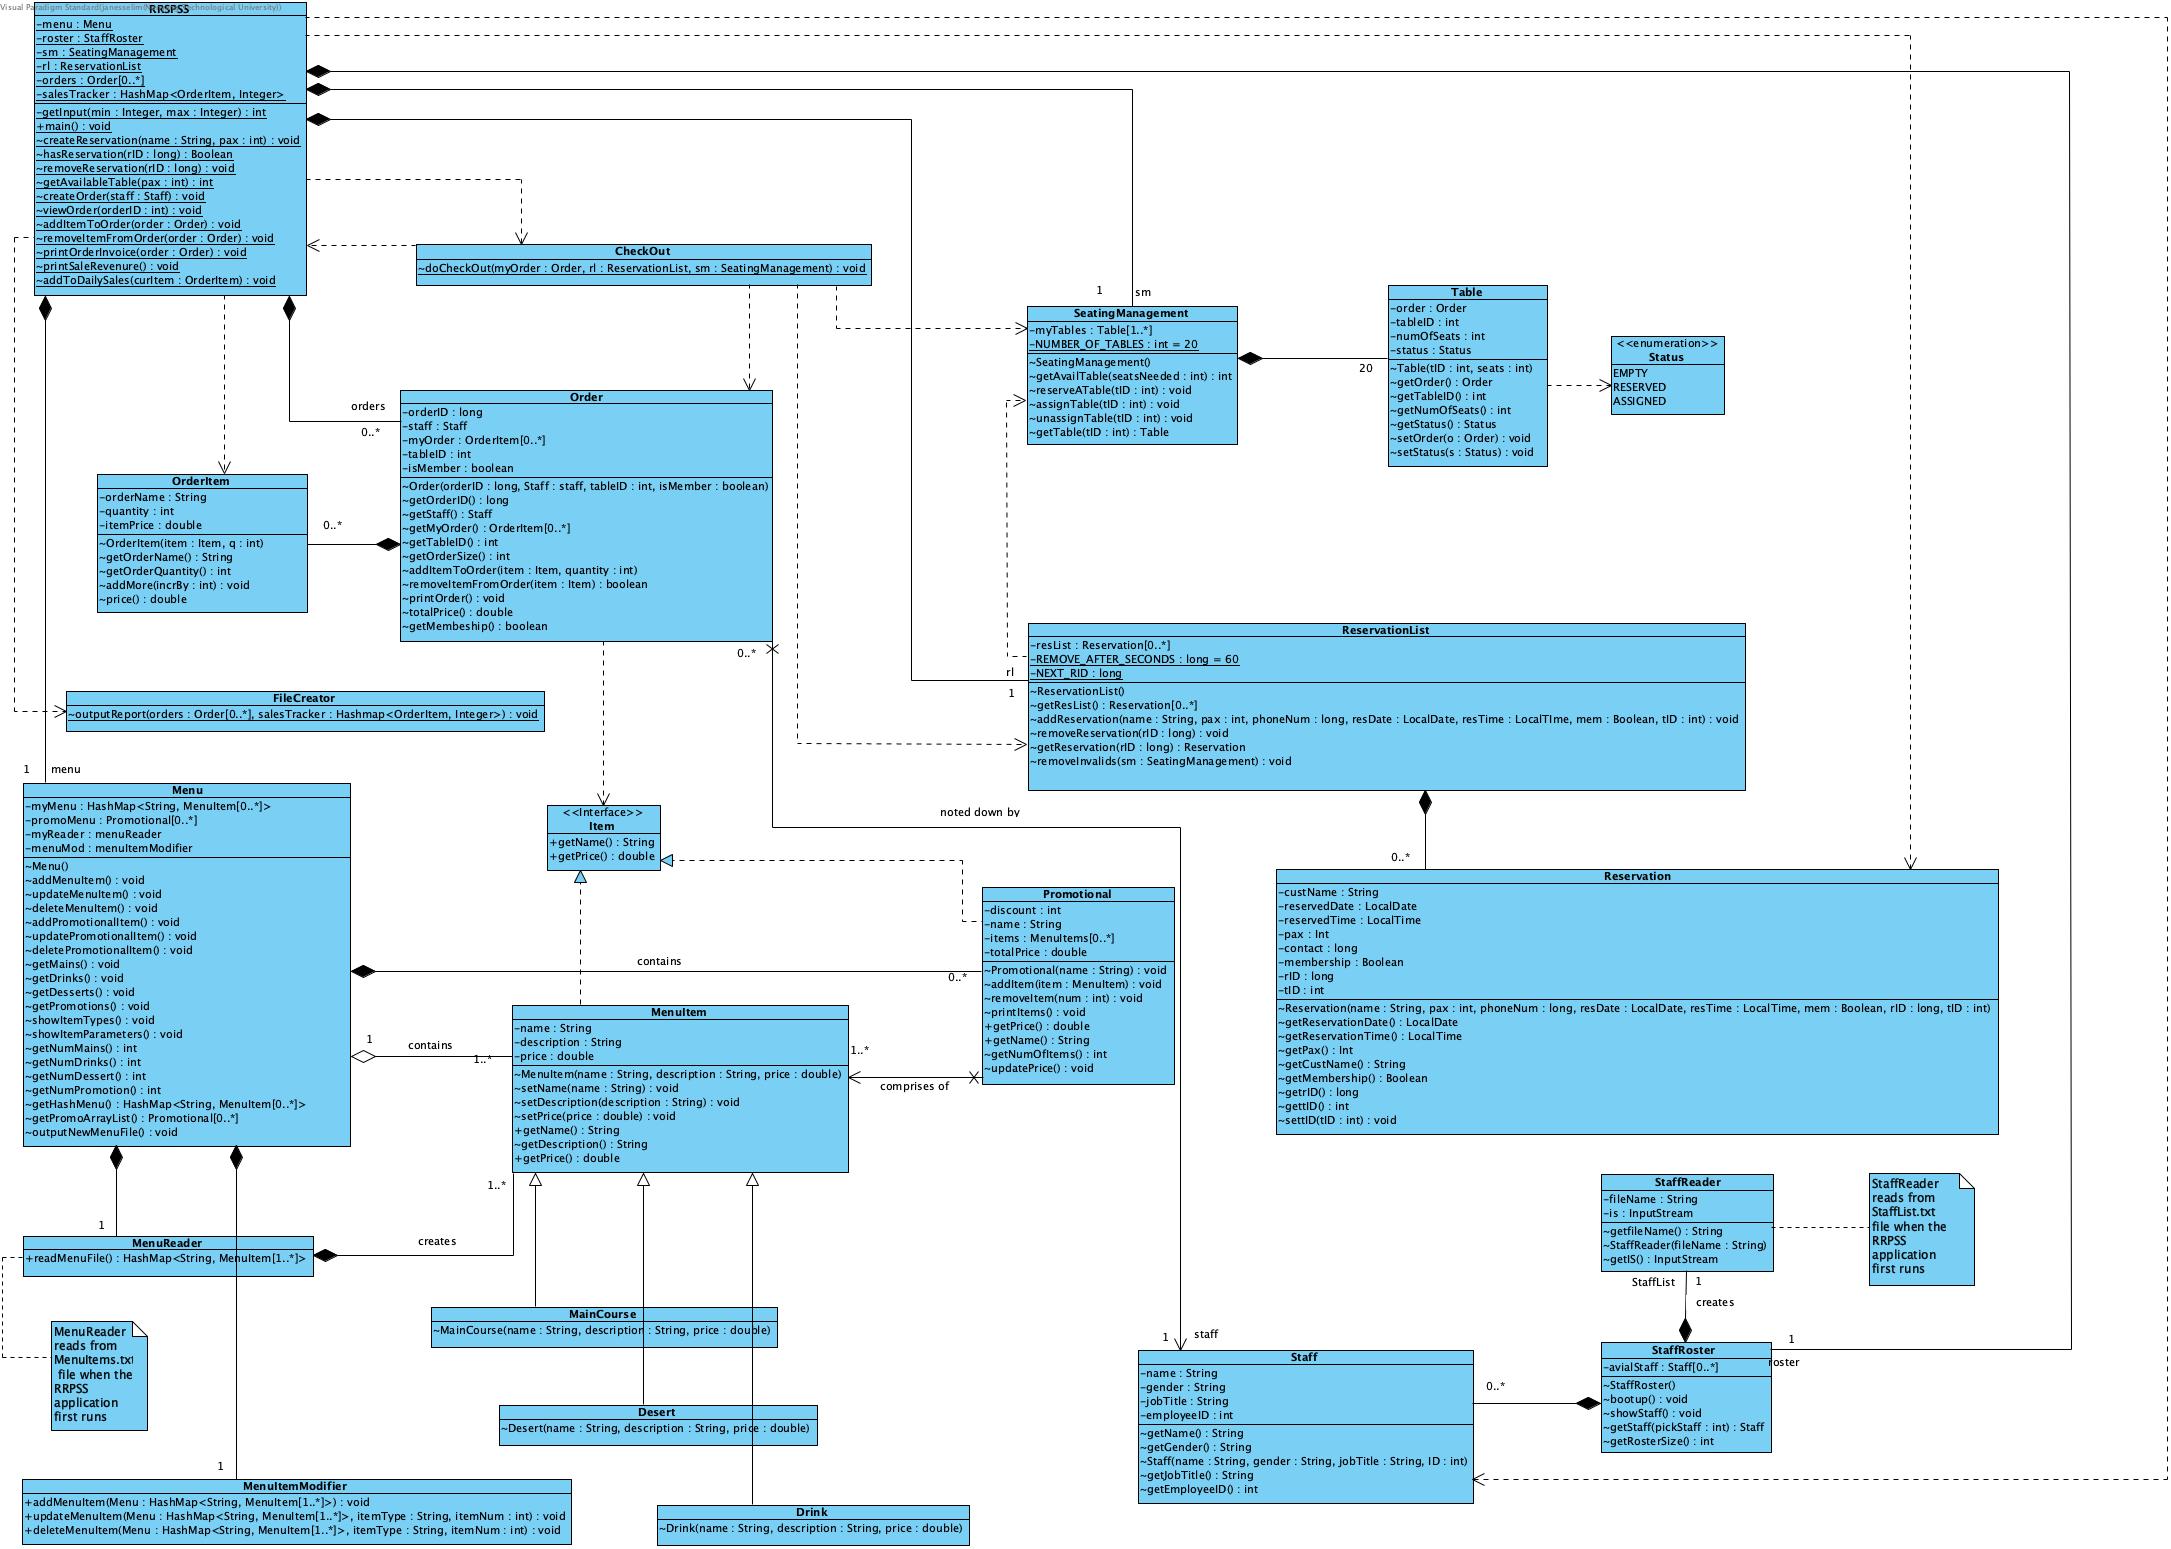 Visual Paradigm Standard(janesselim(
Technological University))
RRSPSS
-menu : Menu
-roster : StaffRoster
-sm : SeatingManagement
-rl : ReservationList
-orders : Order[0..*]
-salesTracker : HashMap<OrderItem, Integer>
-getInput(min : Integer, max : Integer) : int
+main() : void
~createReservation(name : String, pax : int) : void
~hasReservation(rID : long) : Boolean
~removeReservation(rID : long) : void
~getAvailableTable(pax : int) : int
~createOrder(staff : Staff) : void
~viewOrder(orderID : int) : void
~addItemToOrder(order : Order) : void
~removeItemFromOrder(order : Order) : void
~printOrderInvoice(order : Order) : void
~printSaleRevenure() : void
~addToDailySales(curItem : OrderItem) : void
CheckOut
~doCheckOut(myOrder : Order, rl : ReservationList, sm : SeatingManagement) : void
1 sm
SeatingManagement
-myTables : Table[1..*]
-NUMBER_OF_TABLES : int = 20
~SeatingManagement()
~getAvailTable(seatsNeeded : int) : int
~reserveATable(tID : int) : void
~assignTable(tID : int) : void
~unassignTable(tID : int) : void
~getTable(tID : int) : Table
20
Table
-order : Order
-tableID : int
-numOfSeats : int
-status : Status
~Table(tID : int, seats : int)
~getOrder() : Order
~getTableID() : int
~getNumOfSeats() : int
~getStatus() : Status
~setOrder(o : Order) : void
~setStatus(s : Status) : void
<<enumeration>>
Status
EMPTY
RESERVED
ASSIGNED
orders
0..*
Order
-orderID : long
-staff : Staff
-myOrder : OrderItem[0..*]
-tableID : int
-isMember : boolean
~Order(orderID : long, Staff : staff, tableID : int, isMember : boolean)
~getOrderID() : long
~getStaff() : Staff
~getMyOrder() : OrderItem[0..*]
~getTableID() : int
~getOrderSize() : int
~addItemToOrder(item : Item, quantity : int)
~removeItemFromOrder(item : Item) : boolean
~printOrder() : void
~totalPrice() : double
~getMembeship() : boolean
OrderItem
-orderName : String
-quantity : int
-itemPrice : double
~OrderItem(item : Item, q : int)
~getOrderName() : String
~getOrderQuantity() : int
~addMore(incrBy : int) : void
~price() : double
0..*
0..*
FileCreator
~outputReport(orders : Order[0..*], salesTracker : Hashmap<OrderItem, Integer>) : void
rl
1
ReservationList
-resList : Reservation[0..*]
-REMOVE_AFTER_SECONDS : long = 60
-NEXT_RID : long
~ReservationList()
~getResList() : Reservation[0..*]
~addReservation(name : String, pax : int, phoneNum : long, resDate : LocalDate, resTime : LocalTIme, mem : Boolean, tID : int) : void
~removeReservation(rID : long) : void
~getReservation(rID : long) : Reservation
~removeInvalids(sm : SeatingManagement) : void
1 menu
Menu
-myMenu : HashMap<String, MenuItem[0..*]>
-promoMenu : Promotional[0..*]
-myReader : menuReader
-menuMod : menuItemModifier
~Menu()
~addMenuItem() : void
~updateMenuItem() : void
~deleteMenuItem() : void
~addPromotionalItem() : void
~updatePromotionalItem() : void
~deletePromotionalItem() : void
~getMains() : void
~getDrinks() : void
~getDesserts() : void
~getPromotions() : void
~showItemTypes() : void
~showItemParameters() : void
~getNumMains() : int
~getNumDrinks() : int
~getNumDessert() : int
~getNumPromotion() : int
~getHashMenu() : HashMap<String, MenuItem[0..*]>
~getPromoArrayList() : Promotional[0..*]
~outputNewMenuFile() : void
<<Interface>>
Item
+getName() : String
+getPrice() : double
noted down by
Promotional
-discount : int
-name : String
-items : MenuItems[0..*]
-totalPrice : double
~Promotional(name : String) : void
~addItem(item : MenuItem) : void
~removeItem(num : int) : void
~printItems() : void
+getPrice() : double
+getName() : String
~getNumOfItems() : int
~updatePrice() : void
contains
0..*
1
contains
1..*
MenuItem
-name : String
-description : String
-price : double
~MenuItem(name : String, description : String, price : double)
~setName(name : String) : void
~setDescription(description : String) : void
~setPrice(price : double) : void
+getName() : String
~getDescription() : String
+getPrice() : double
1..*
comprises of
0..*
Reservation
-custName : String
-reservedDate : LocalDate
-reservedTime : LocalTime
-pax : Int
-contact : long
-membership : Boolean
-rID : long
-tID : int
~Reservation(name : String, pax : int, phoneNum : long, resDate : LocalDate, resTime : LocalTime, mem : Boolean, rID : long, tID : int)
~getReservationDate() : LocalDate
~getReservationTime() : LocalTime
~getPax() : Int
~getCustName() : String
~getMembership() : Boolean
~getrID() : long
~gettID() : int
~settID(tID : int) : void
1..*
1
MenuReader
+readMenuFile() : HashMap<String, MenuItem[1..*]>
creates
MenuReader
reads from
MenuItems.txt
file when the
RRPSS
application
first runs
MainCourse
~MainCourse(name : String, description : String, price : double)
Desert
~Desert(name : String, description : String, price : double)
Drink
~Drink(name : String, description : String, price : double)
1
MenuItemModifier
+addMenuItem(Menu : HashMap<String, MenuItem[1..*]>) : void
+updateMenuItem(Menu : HashMap<String, MenuItem[1..*]>, itemType : String, itemNum : int) : void
+deleteMenuItem(Menu : HashMap<String, MenuItem[1..*]>, itemType : String, itemNum : int) : void
StaffReader
-fileName : String
-is : InputStream
~getfileName() : String
~StaffReader(fileName : String)
~getIS() : InputStream
StaffReader
reads from
StaffList.txt
file when the
RRPSS
application
first runs
StaffList 1
creates
1 staff
Staff
-name : String
-gender : String
-jobTitle : String
-employeeID : int
~getName() : String
~getGender() : String
~Staff(name : String, gender : String, jobTitle : String, ID : int)
~getJobTitle() : String
~getEmployeeID() : int
0..*
StaffRoster
-avialStaff : Staff[0..*]
~StaffRoster()
~bootup() : void
~showStaff() : void
~getStaff(pickStaff : int) : Staff
~getRosterSize() : int
1
roster